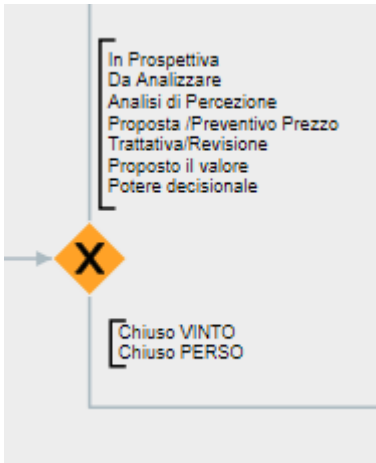 In Prospettiva
Da Analizzare
Analisi di Percezione
Proposta /Preventivo Prezzo
Trattativa/Revisione
Proposto il valore
Potere decisionale
X
Chiuso VINTO
Chiuso PERSO